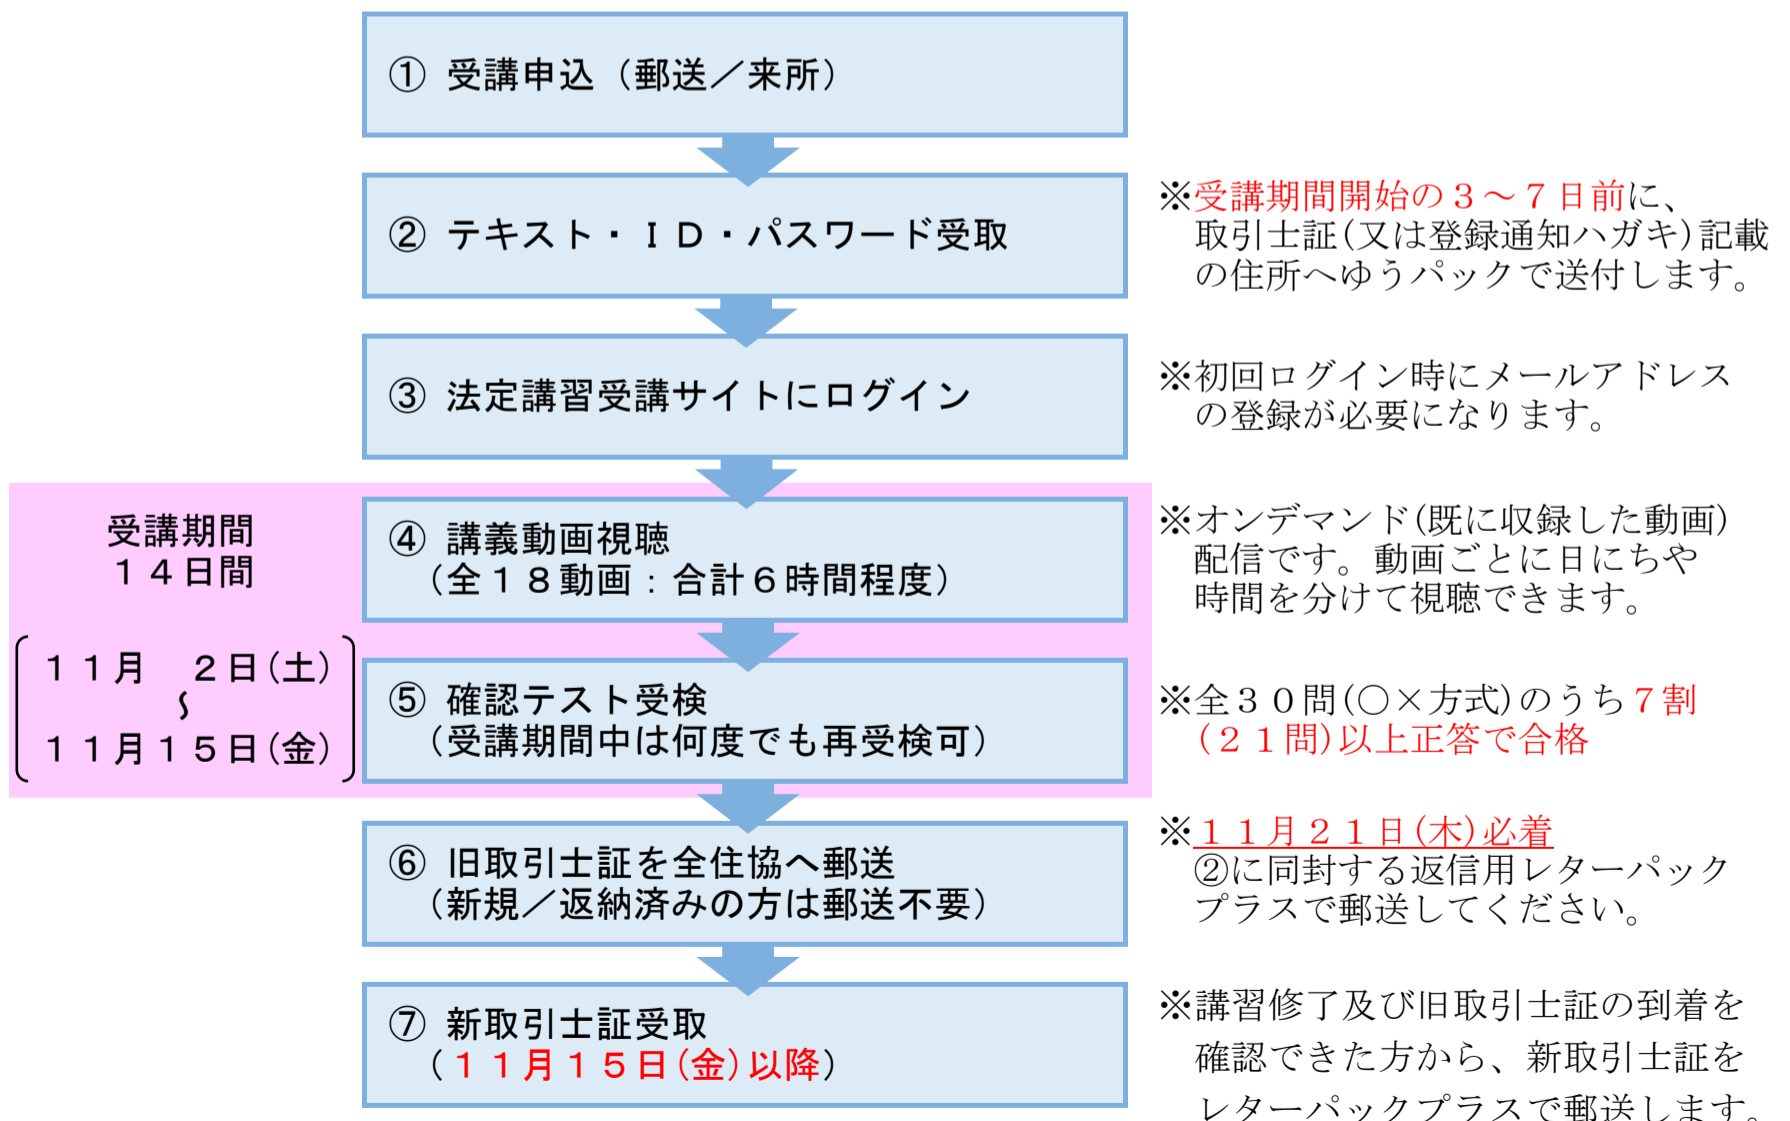 ① 受講申込（郵送／来所）
② テキスト・ＩＤ・パスワード受取
※受講期間開始の３～７日前に、
取引士証(又は登録通知ハガキ)記載
の住所へゆうパックで送付します。
③ 法定講習受講サイトにログイン
※初回ログイン時にメールアドレス
の登録が必要になります。
受講期間
１４日間
１１月　２日(土)
～
１１月１５日(金)
④ 講義動画視聴
（全１８動画：合計６時間程度）
※オンデマンド(既に収録した動画)
配信です。動画ごとに日にちや
時間を分けて視聴できます。
⑤ 確認テスト受検
（受講期間中は何度でも再受検可）
※全３０問(○×方式)のうち７割
(２１問)以上正答で合格
⑥ 旧取引士証を全住協へ郵送
（新規／返納済みの方は郵送不要）
※１１月２１日(木)必着
②に同封する返信用レターパック
プラスで郵送してください。
⑦ 新取引士証受取
（１１月１５日(金)以降）
※講習修了及び旧取引士証の到着を
確認できた方から、新取引士証を
レターパックプラスで郵送します。